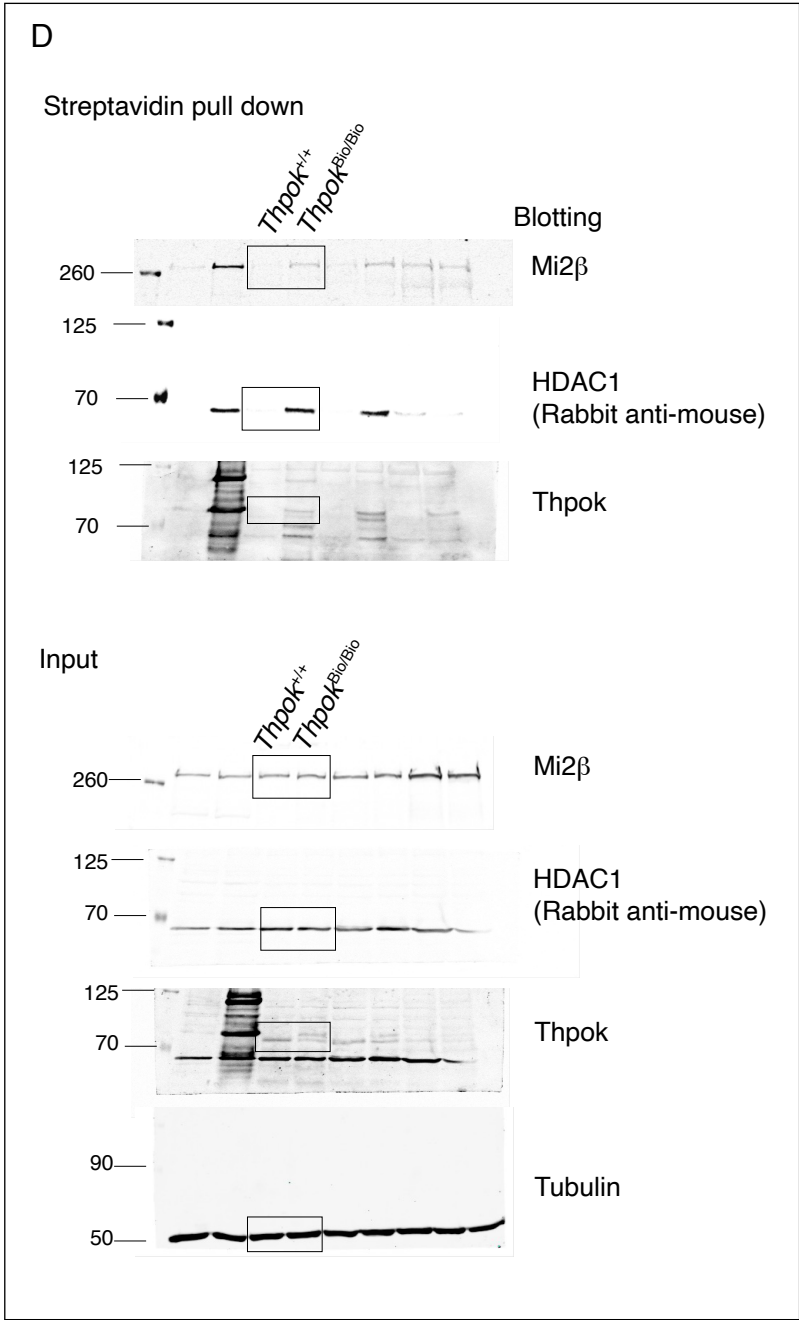 D
Streptavidin pull down
Thpok+/+
ThpokBio/Bio
Blotting
260
Mi2β
125
70
HDAC1
(Rabbit anti-mouse)
125
70
Thpok
Input
Thpok+/+
ThpokBio/Bio
260
Mi2β
125
70
HDAC1
(Rabbit anti-mouse)
125
70
Thpok
90
50
Tubulin